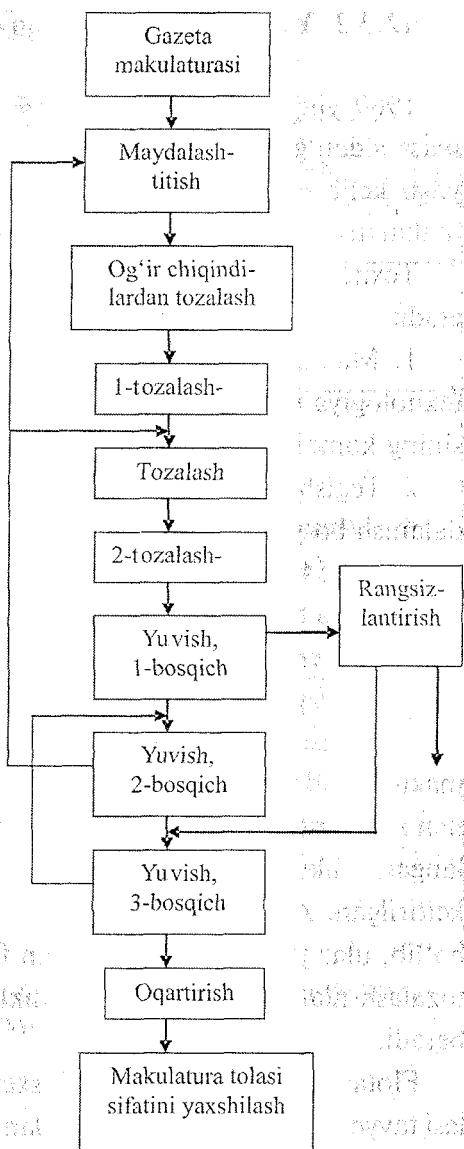 Gazeta
makulaturasi
Maydalash-
titish
Og‘ir chiqindi-
lardan tozalash
1-tozalash-
Tozalash
2-tozalash-
Yuvish,
1-bosqich
Rangsiz-
lantirish
Yuvish,
2-bosqich
Yuvish,
3-bosqich
Oqartirish
Makulatura tolasi
sifatini yaxshilash